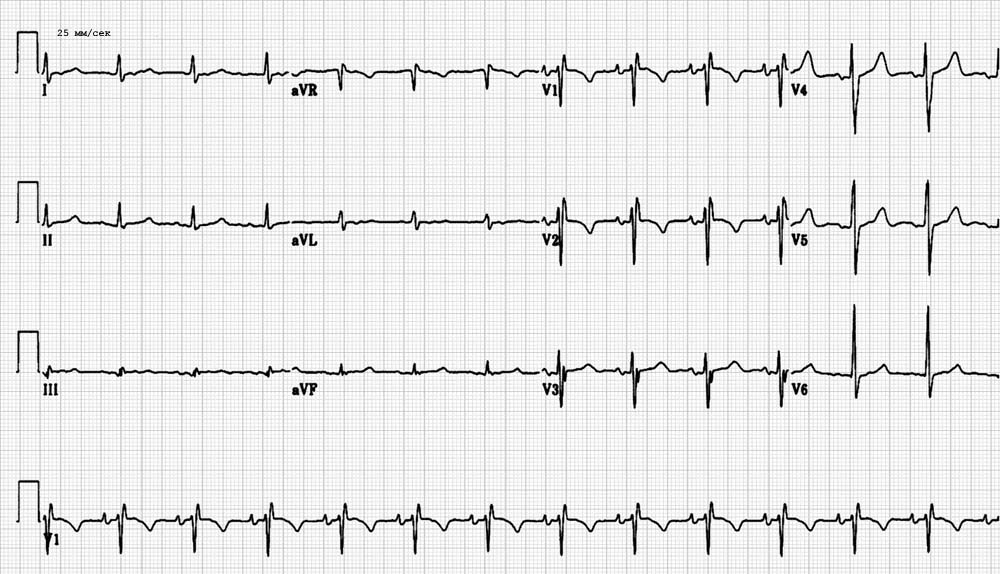 25 мм/сек
I aVR V1 V4
II aVL V2 V5
III aVF V3 V6
V1